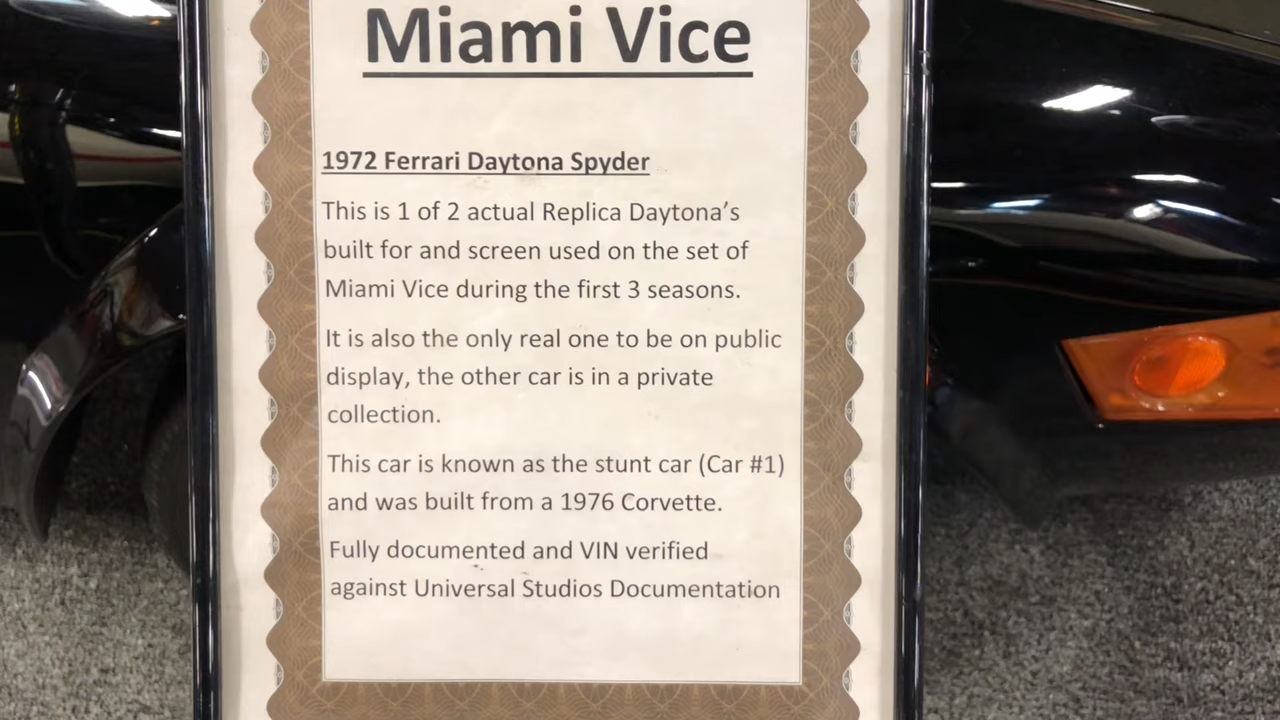 Miami Vice
1972 Ferrari Daytona Spyder
This is 1 of 2 actual Replica Daytona’s
built for and screen used on the set of
Miami Vice during the first 3 seasons.
It is also the only real one to be on public
display, the other car is in a private
collection.
This car is known as the stunt car (Car #1)
and was built from a 1976 Corvette.
Fully documented and VIN verified
against Universal Studios Documentation